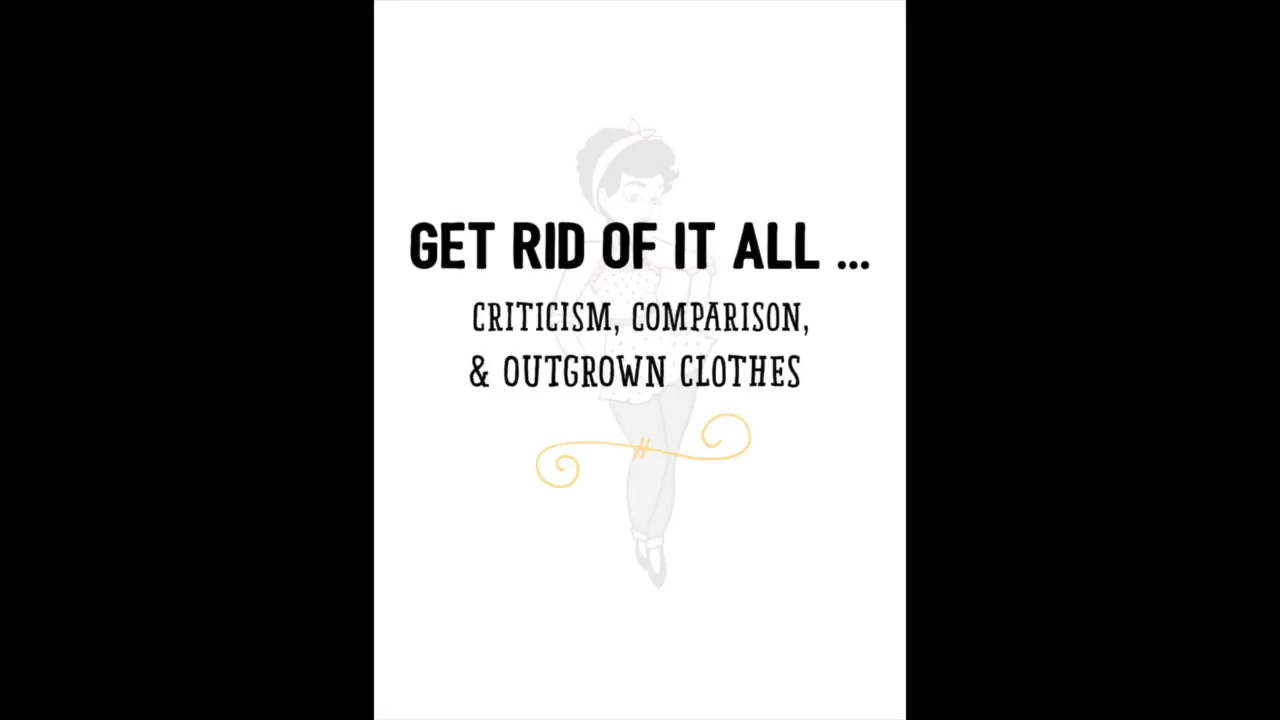 GET RID OF IT ALL ...
CRITICISM, COMPARISON,
& OUTGROWN CLOTHES